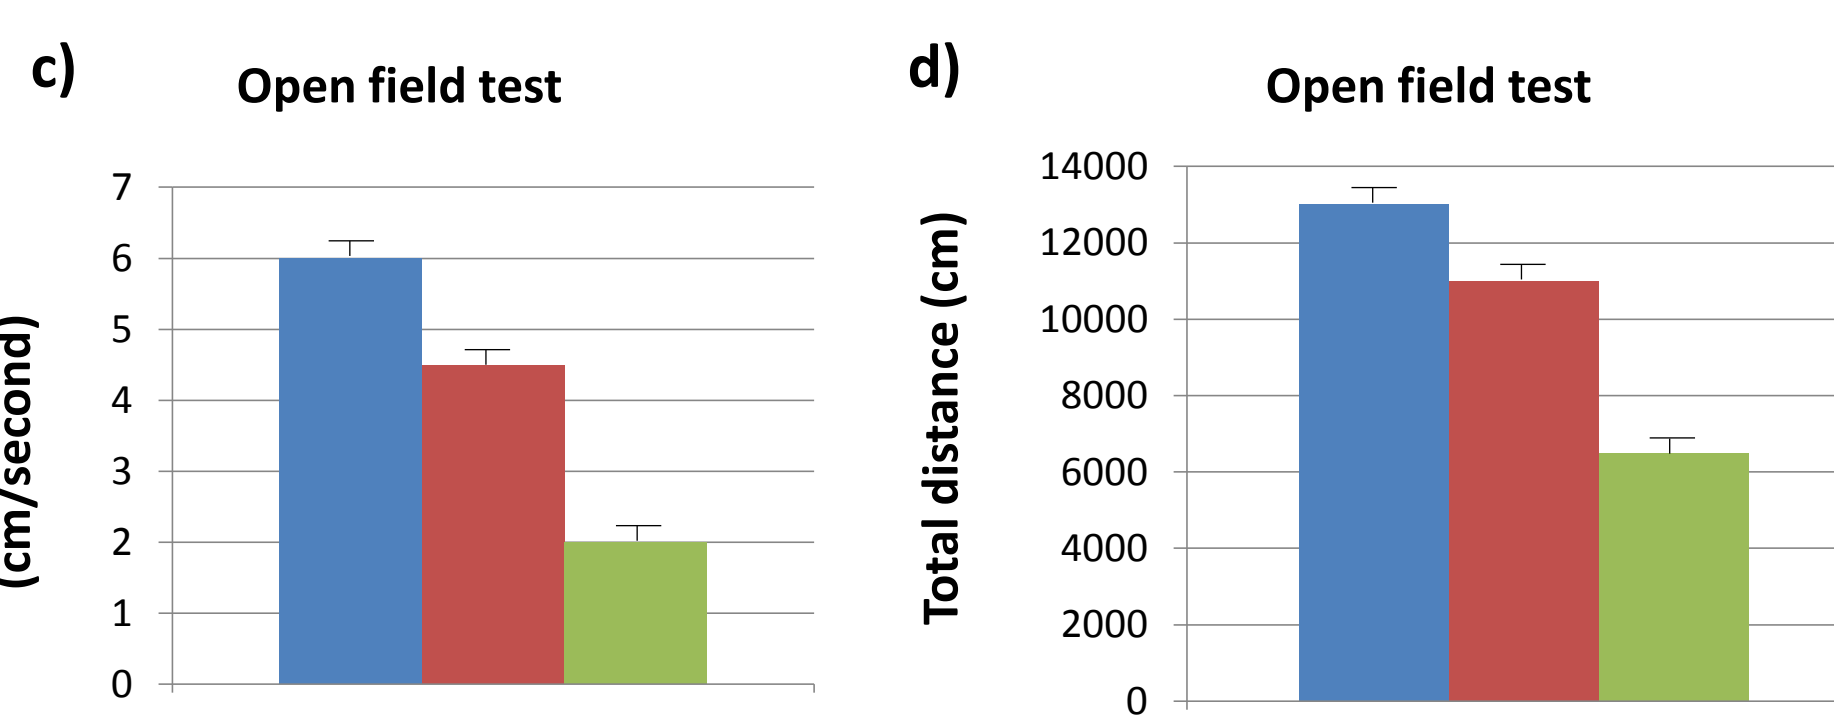 c)
Open field test
7
6
5
4
3
2
1
0
(cm/second)
d)
Open field test
14000
12000
10000
8000
6000
4000
2000
0
Total distance (cm)